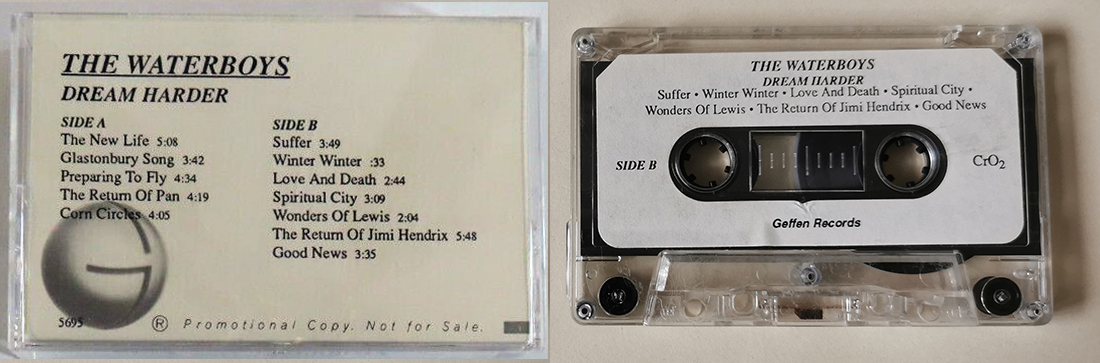 THE WATERBOYS
DREAM HARDER
SIDE A
The New Life 5:08
Glastonbury Song 3:42
Preparing To Fly 4:34
The Return Of Pan 4:19
Corn Circles 4:05
SIDE B
Suffer 3:49
Winter Winter :33
Love And Death 2:44
Spiritual City 3:09
Wonders Of Lewis 2:04
The Return Of Jimi Hendrix 5:48
Good News 3:35
5695
® Promotional Copy. Not for Sale.
THE WATERBOYS
DREAM HARDER
Suffer • Winter Winter • Love And Death • Spiritual City •
Wonders Of Lewis • The Return Of Jimi Hendrix • Good News
SIDE B
CrO2
Geffen Records